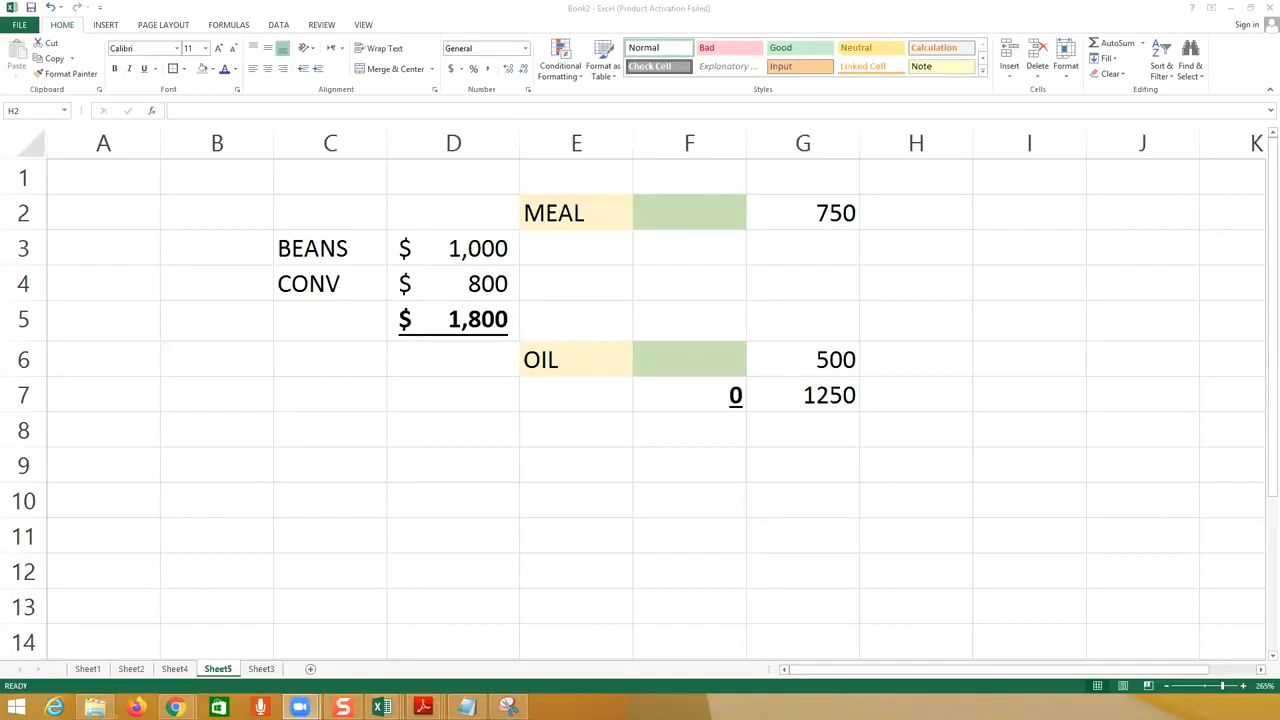 Book2 - Excel (Product Activation Failed)
FILE HOME INSERT PAGE LAYOUT FORMULAS DATA REVIEW VIEW Sign in
Paste Cut Copy Format Painter Clipboard
Calibri 11 A A B I U A Font
Wrap Text Merge & Center Alignment
General $ % , Number
Conditional Formatting Format as Table
Normal Bad Good Neutral Calculation
Check Cell Explanatory ... Input Linked Cell Note
Styles
Insert Delete Format Cells
AutoSum Fill Clear Sort & Filter Find & Select Editing
H2 fx
A B C D E F G H I J K
1
2 MEAL 750
3 BEANS $ 1,000
4 CONV $ 800
5 $ 1,800
6 OIL 500
7 0 1250
8
9
10
11
12
13
14
Sheet1 Sheet2 Sheet4 Sheet5 Sheet3
READY 265%